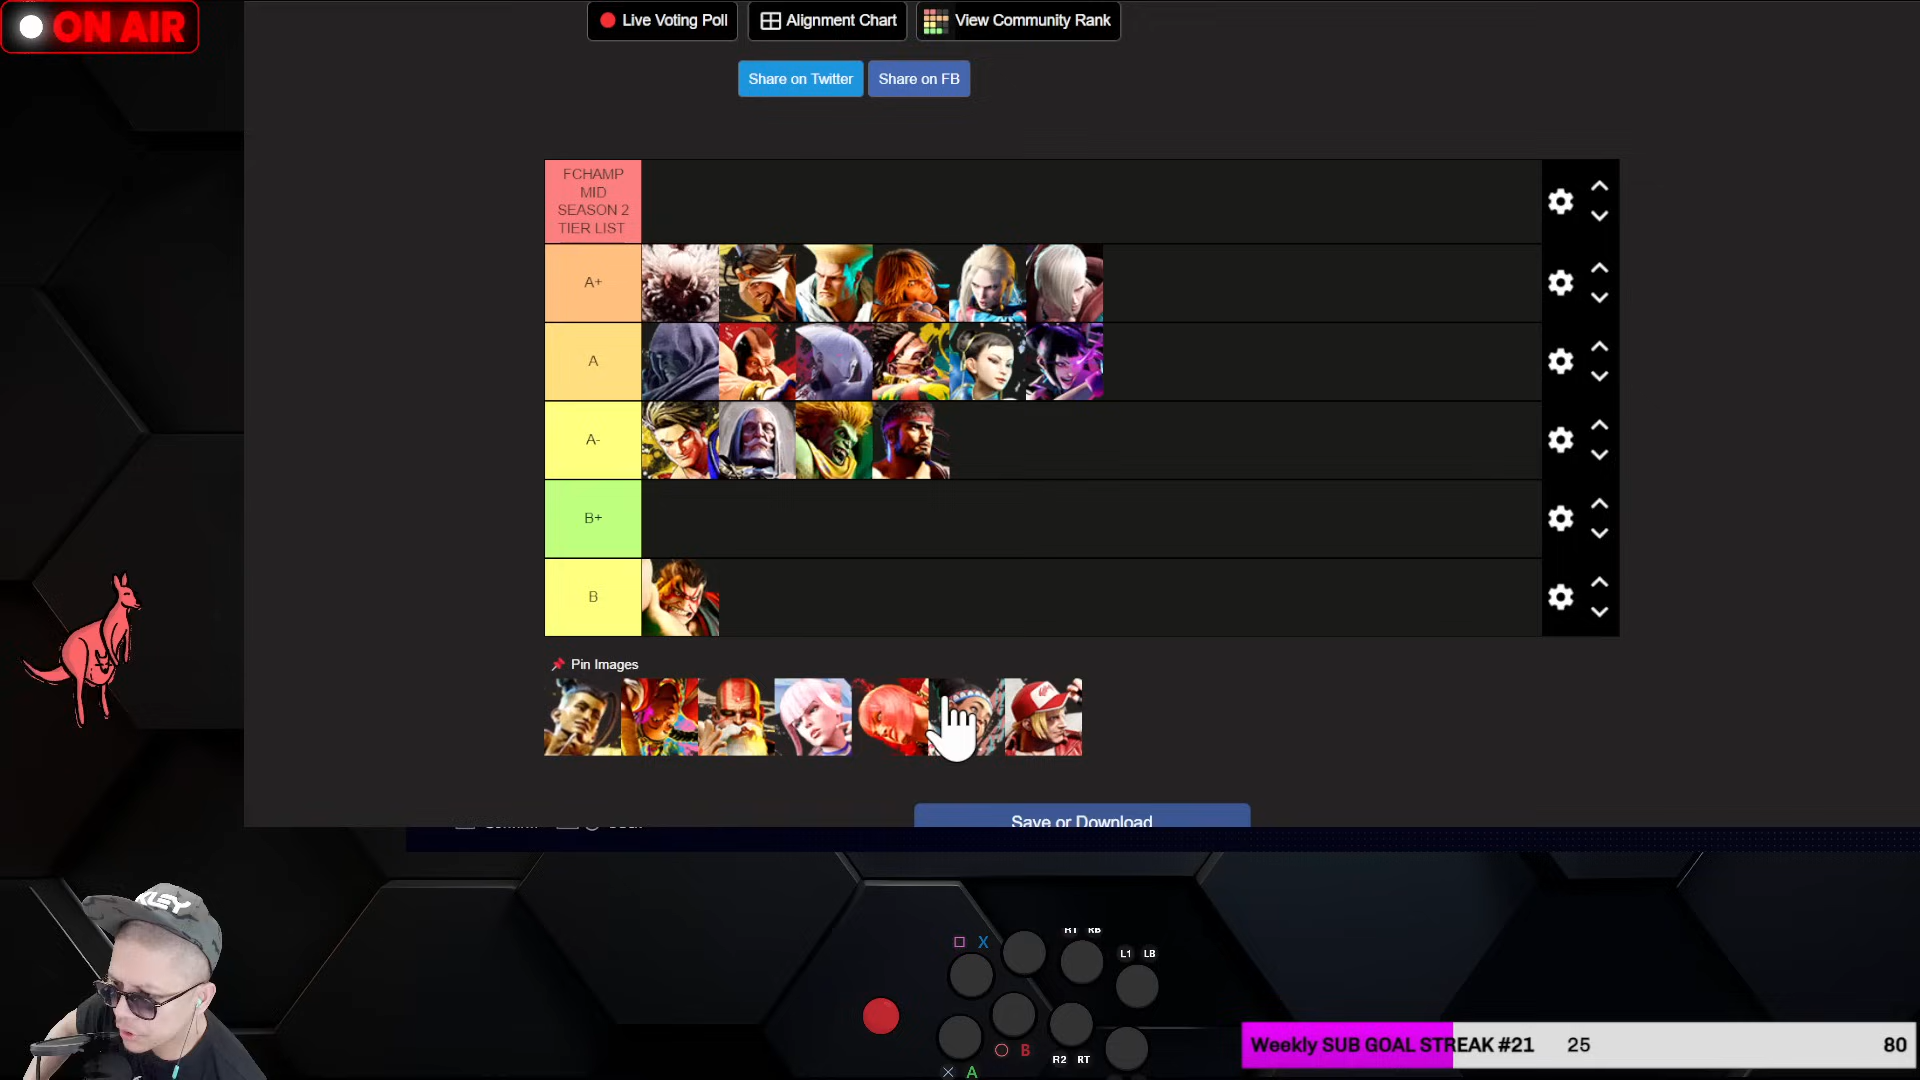 ON AIR
Live Voting Poll
Alignment Chart
View Community Rank
Share on Twitter
Share on FB
FCHAMP
MID
SEASON 2
TIER LIST
A+
A
A-
B+
B
Pin Images
Save or Download
R1 RB
L1 LB
X
B
R2 RT
A
Weekly SUB GOAL STREAK #21
25
80